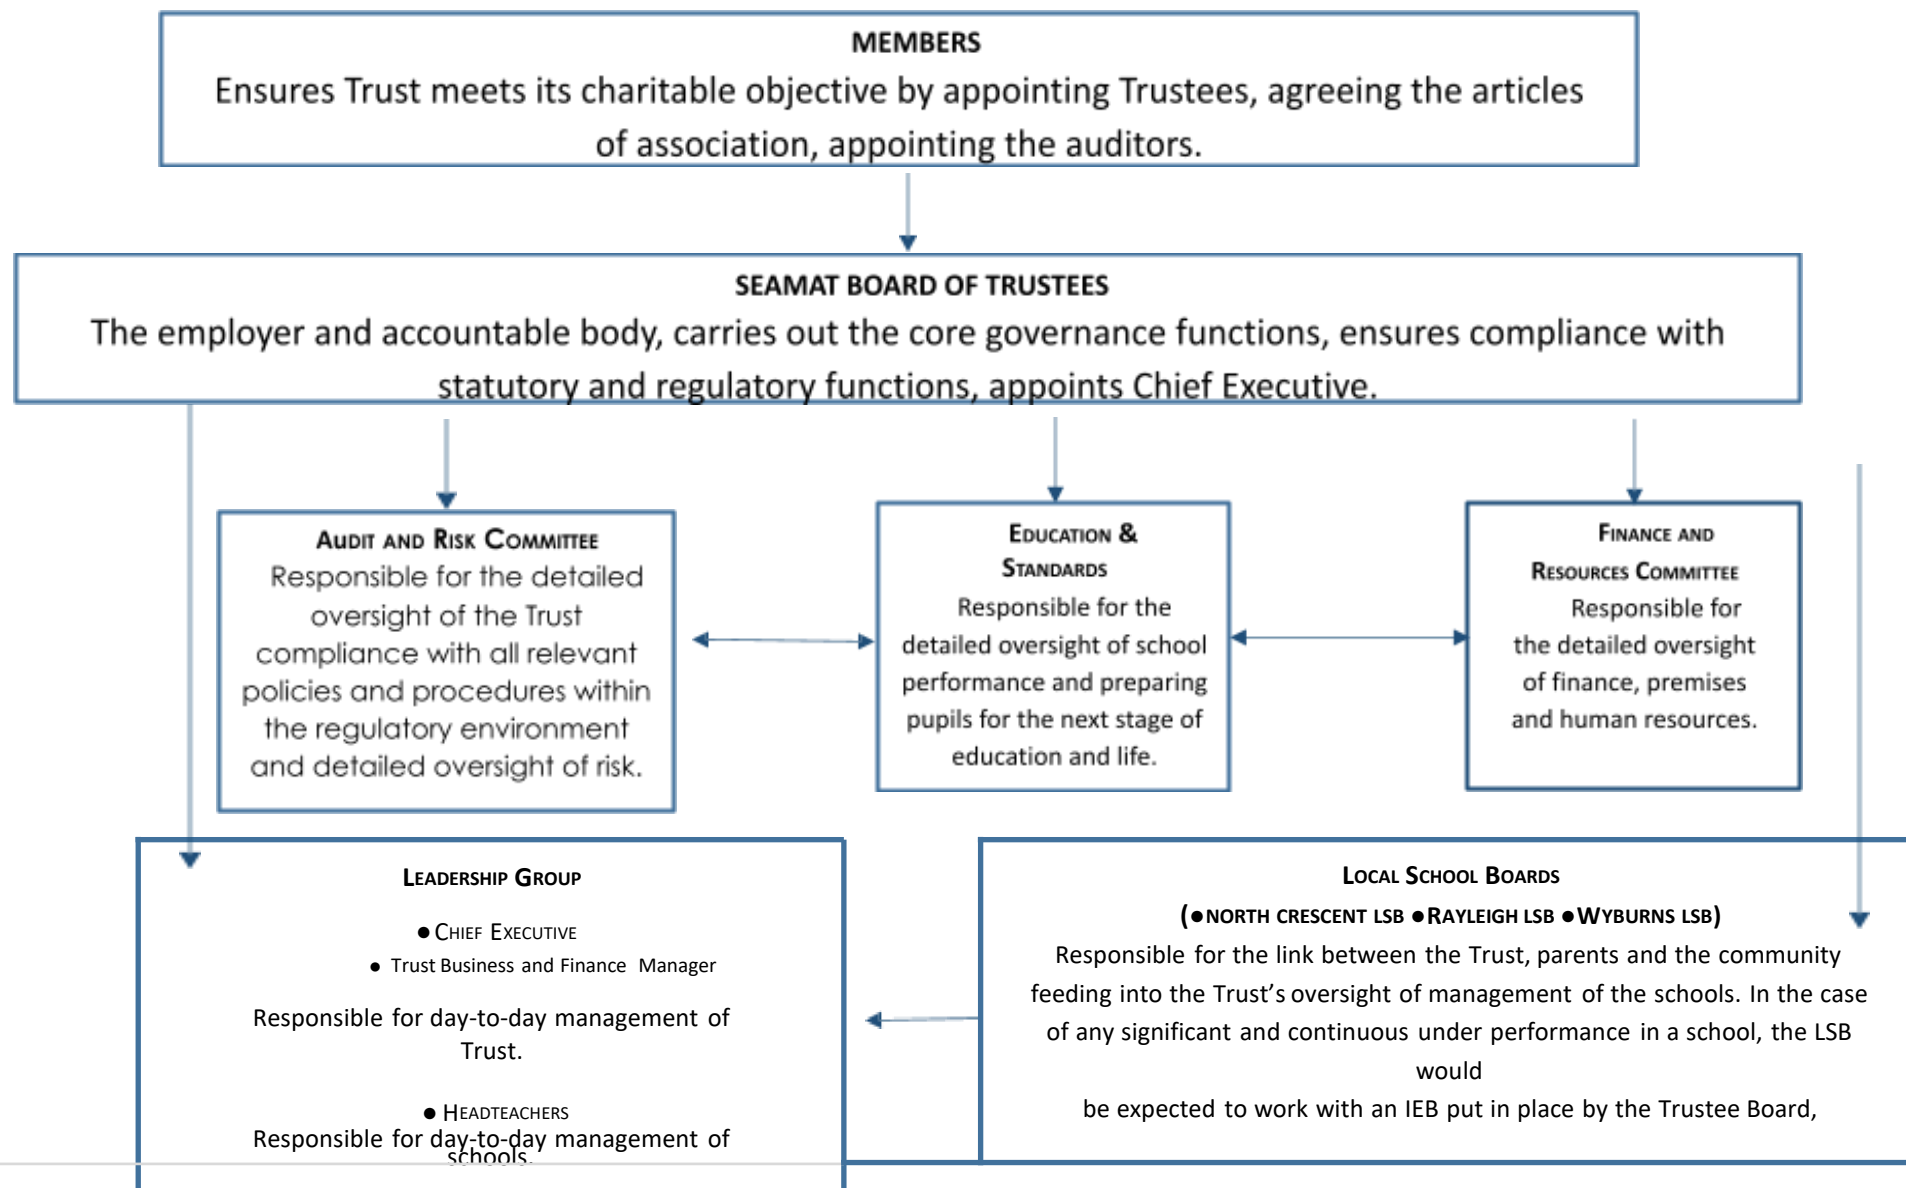 MEMBERS
Ensures Trust meets its charitable objective by appointing Trustees, agreeing the articles
of association, appointing the auditors.
SEAMAT BOARD OF TRUSTEES
The employer and accountable body, carries out the core governance functions, ensures compliance with
statutory and regulatory functions, appoints Chief Executive.
AUDIT AND RISK COMMITTEE
Responsible for the detailed
oversight of the Trust
compliance with all relevant
policies and procedures within
the regulatory environment
and detailed oversight of risk.
EDUCATION &
STANDARDS
Responsible for the
detailed oversight of school
performance and preparing
pupils for the next stage of
education and life.
FINANCE AND
RESOURCES COMMITTEE
Responsible for
the detailed oversight
of finance, premises
and human resources.
LEADERSHIP GROUP
● CHIEF EXECUTIVE
● Trust Business and Finance Manager
Responsible for day-to-day management of
Trust.
● HEADTEACHERS
Responsible for day-to-day management of
schools.
LOCAL SCHOOL BOARDS
(●NORTH CRESCENT LSB ●RAYLEIGH LSB ●WYBURNS LSB)
Responsible for the link between the Trust, parents and the community
feeding into the Trust’s oversight of management of the schools. In the case
of any significant and continuous under performance in a school, the LSB
would
be expected to work with an IEB put in place by the Trustee Board,